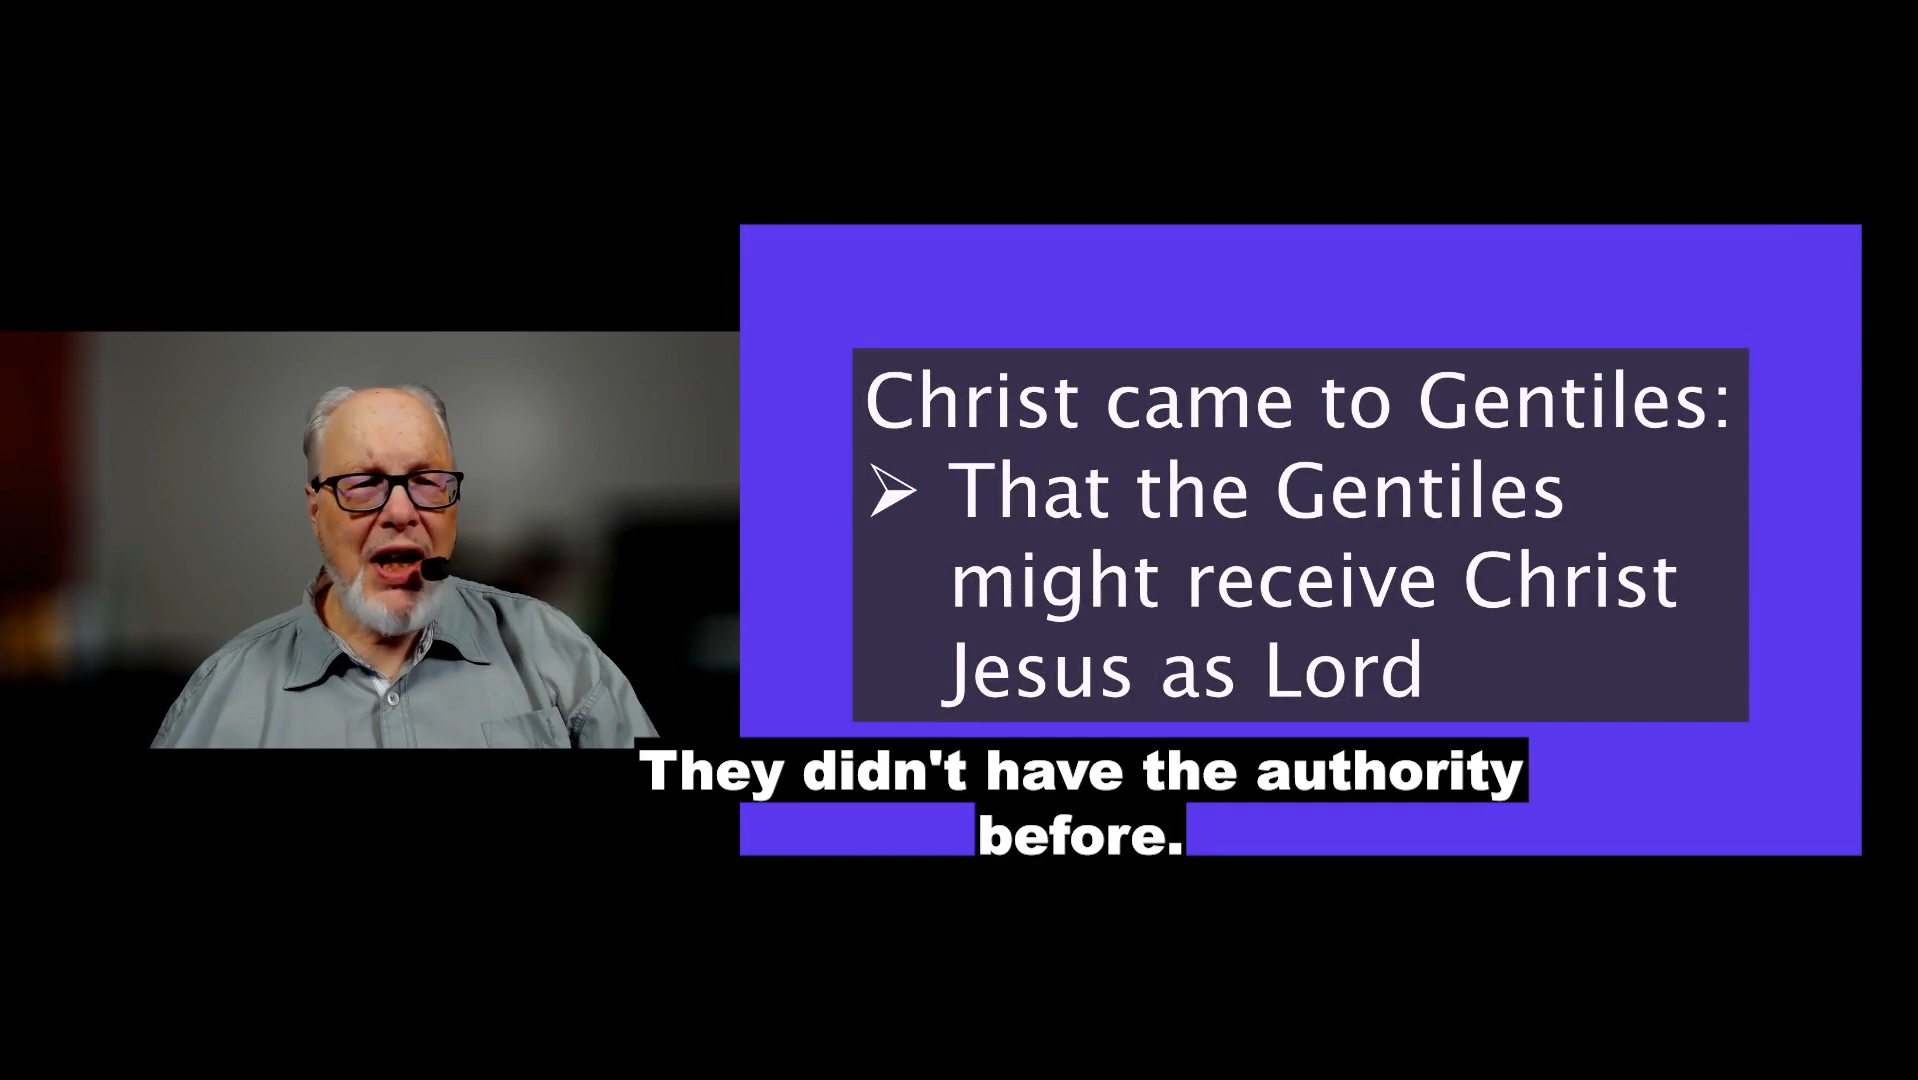 Christ came to Gentiles:
➢ That the Gentiles
might receive Christ
Jesus as Lord
They didn't have the authority
before.